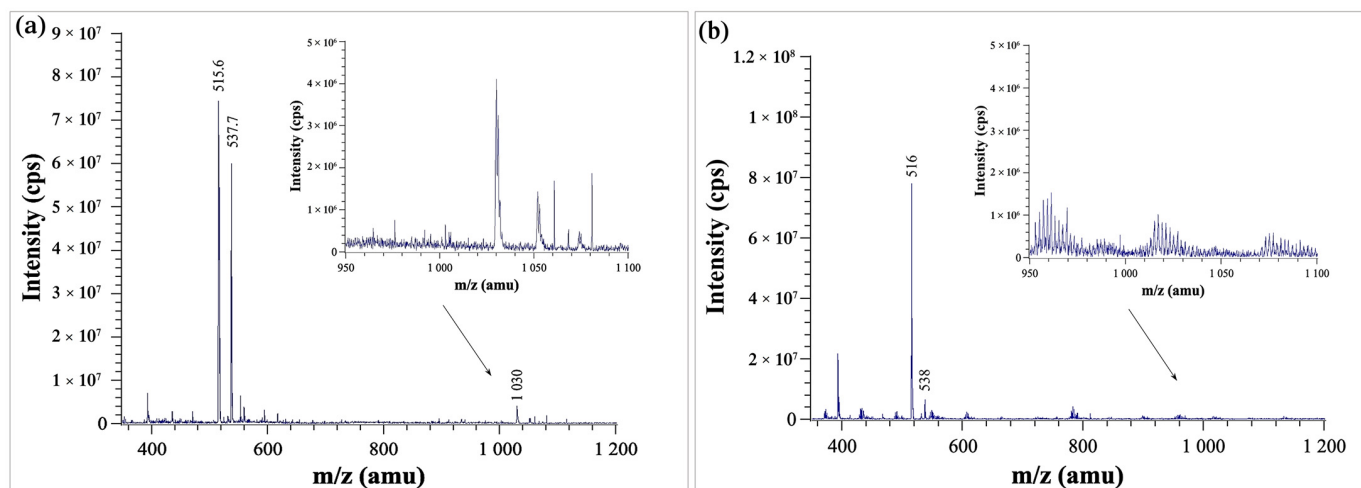 (a)
9 × 10⁷
8 × 10⁷
7 × 10⁷
6 × 10⁷
5 × 10⁷
4 × 10⁷
3 × 10⁷
2 × 10⁷
1 × 10⁷
0
Intensity (cps)
400
600
800
1 000
1 200
m/z (amu)
515.6
537.7
1 030
5 × 10⁶
4 × 10⁶
3 × 10⁶
2 × 10⁶
1 × 10⁶
0
Intensity (cps)
950
1 000
1 050
1 100
m/z (amu)
(b)
1.2 × 10⁸
1 × 10⁸
8 × 10⁷
6 × 10⁷
4 × 10⁷
2 × 10⁷
0
Intensity (cps)
400
600
800
1 000
1 200
m/z (amu)
516
538
5 × 10⁶
4 × 10⁶
3 × 10⁶
2 × 10⁶
1 × 10⁶
0
Intensity (cps)
950
1 000
1 050
1 100
m/z (amu)